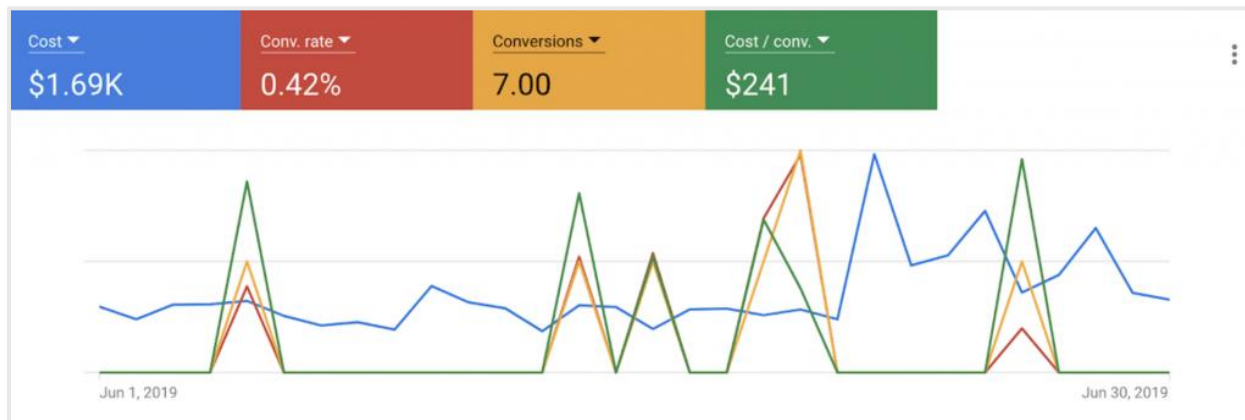 Cost
$1.69K
Conv. rate
0.42%
Conversions
7.00
Cost / conv.
$241
Jun 1, 2019
Jun 30, 2019